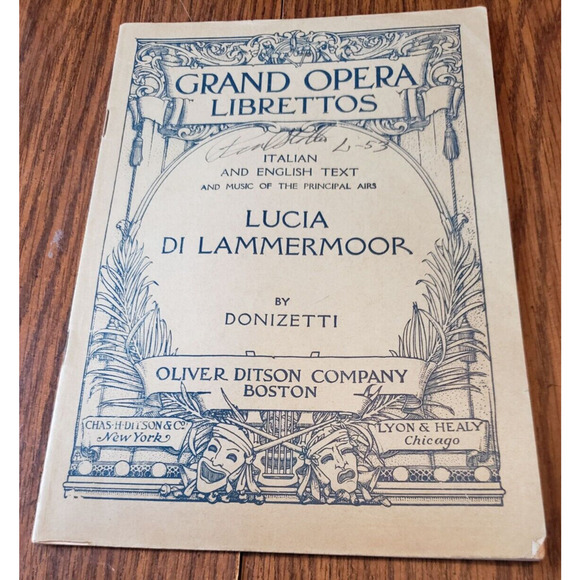 GRAND OPERA
LIBRETTOS
L-53
ITALIAN
AND ENGLISH TEXT
AND MUSIC OF THE PRINCIPAL AIRS
LUCIA
DI LAMMERMOOR
BY
DONIZETTI
OLIVER DITSON COMPANY
BOSTON
CHAS·H·DITSON & CO.
New York
LYON & HEALY
Chicago